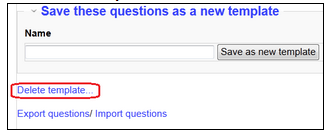 Save these questions as a new template
Name
Save as new template
Delete template...
Export questions/ Import questions